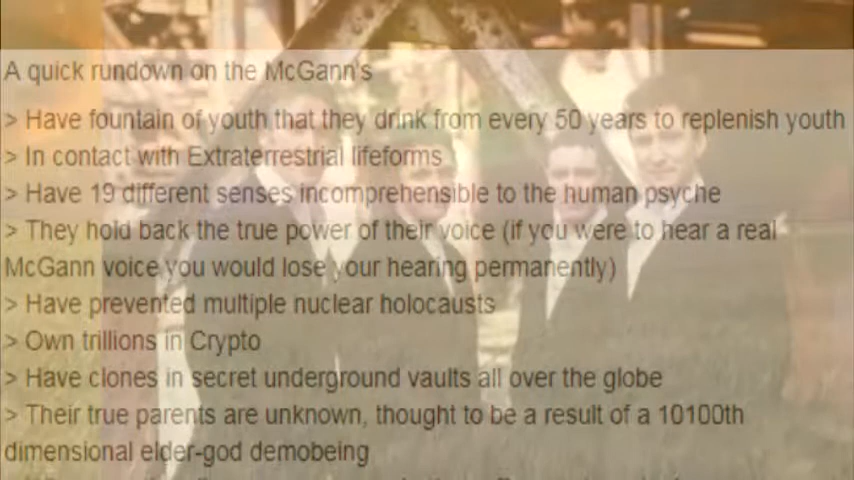 A quick rundown on the McGann's
> Have fountain of youth that they drink from every 50 years to replenish youth
> In contact with Extraterrestrial lifeforms
> Have 19 different senses incomprehensible to the human psyche
> They hold back the true power of their voice (if you were to hear a real
McGann voice you would lose your hearing permanently)
> Have prevented multiple nuclear holocausts
> Own trillions in Crypto
> Have clones in secret underground vaults all over the globe
> Their true parents are unknown, thought to be a result of a 10100th
dimensional elder-god demobeing